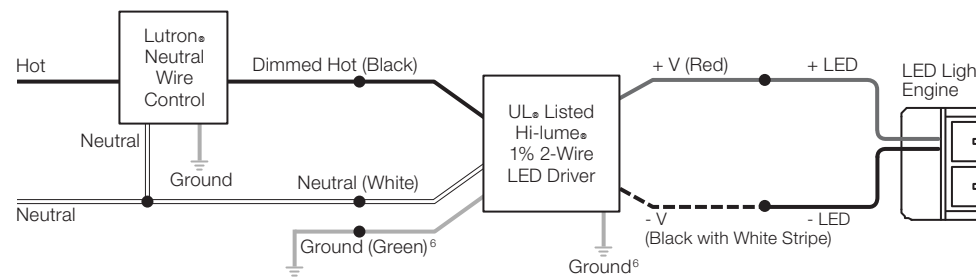 Lutron®
Neutral
Wire
Control
Hot
Dimmed Hot (Black)
Neutral
Ground
Neutral (White)
Neutral
Ground (Green)⁶
UL® Listed
Hi-lume®
1% 2-Wire
LED Driver
+ V (Red)
+ LED
LED Ligh
Engine
- V
(Black with White Stripe)
- LED
Ground⁶